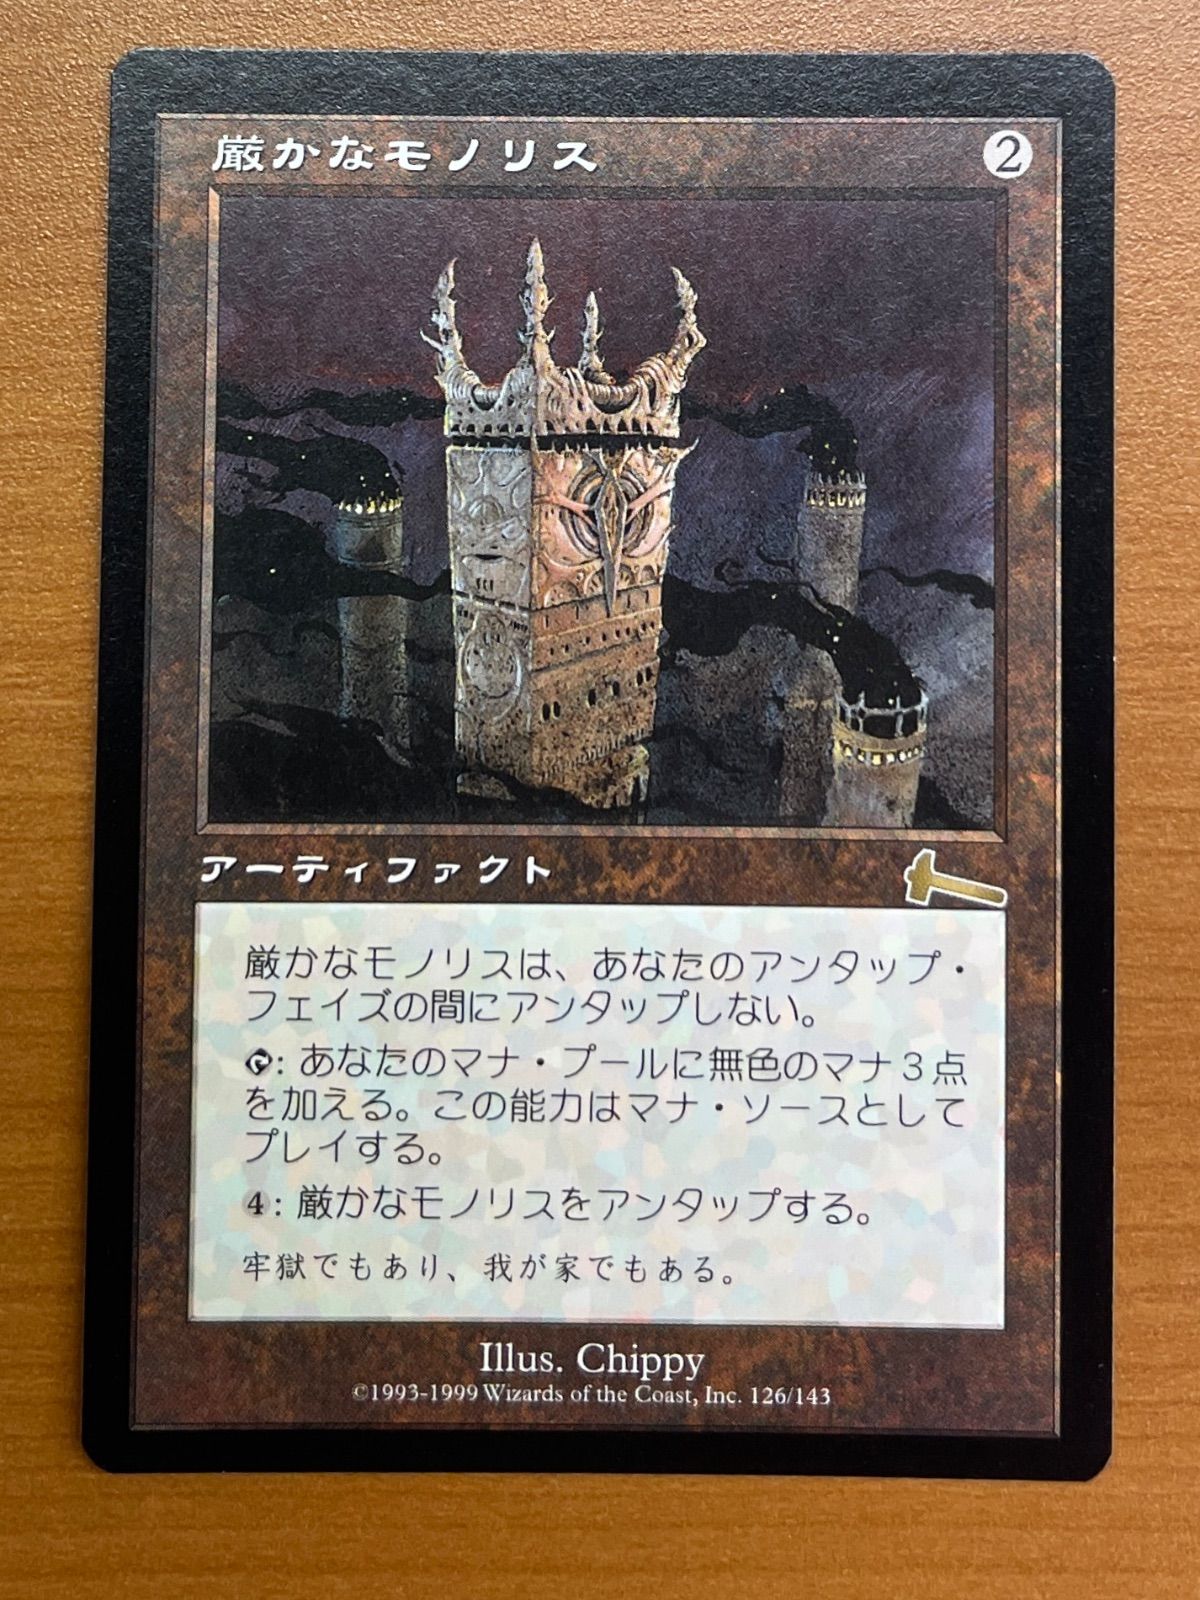 厳かなモノリス 2
アーティファクト
厳かなモノリスは、あなたのアンタップ・
フェイズの間にアンタップしない。
: あなたのマナ・プールに無色のマナ３点
を加える。この能力はマナ・ソースとして
プレイする。
4: 厳かなモノリスをアンタップする。
牢獄でもあり、我が家でもある。
Illus. Chippy
©1993-1999 Wizards of the Coast, Inc. 126/143